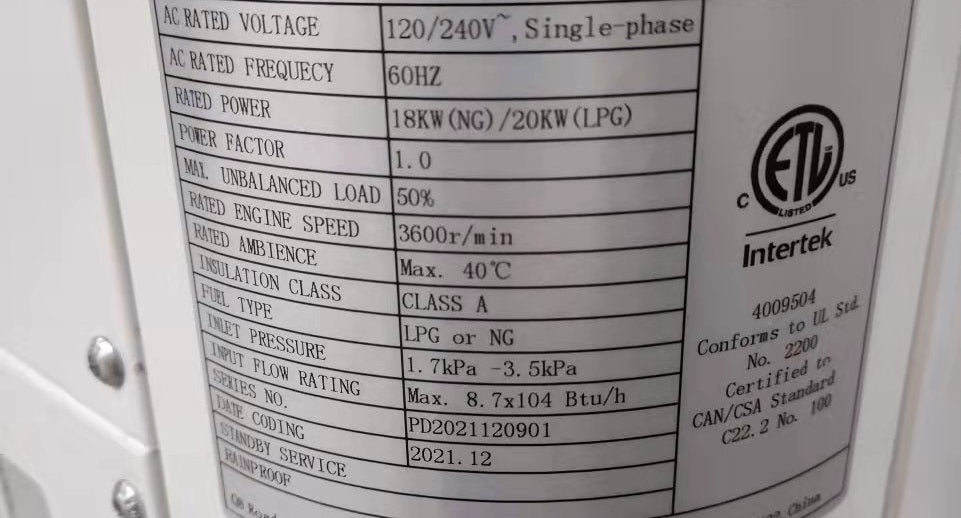 AC RATED VOLTAGE 120/240V~, Single-phase
AC RATED FREQUECY 60HZ
RATED POWER 18KW(NG)/20KW(LPG)
POWER FACTOR 1.0
MAX. UNBALANCED LOAD 50%
RATED ENGINE SPEED 3600r/min
RATED AMBIENCE Max. 40℃
INSULATION CLASS CLASS A
FUEL TYPE LPG or NG
INLET PRESSURE 1.7kPa -3.5kPa
INPUT FLOW RATING Max. 8.7x104 Btu/h
SERIES NO. PD2021120901
DATE CODING 2021.12
STANDBY SERVICE
RAINPROOF
ETL
CM
C US
LISTED
Intertek
4009504
Conforms to UL Std.
No. 2200
Certified to
CAN/CSA Standard
C22.2 No. 100
China